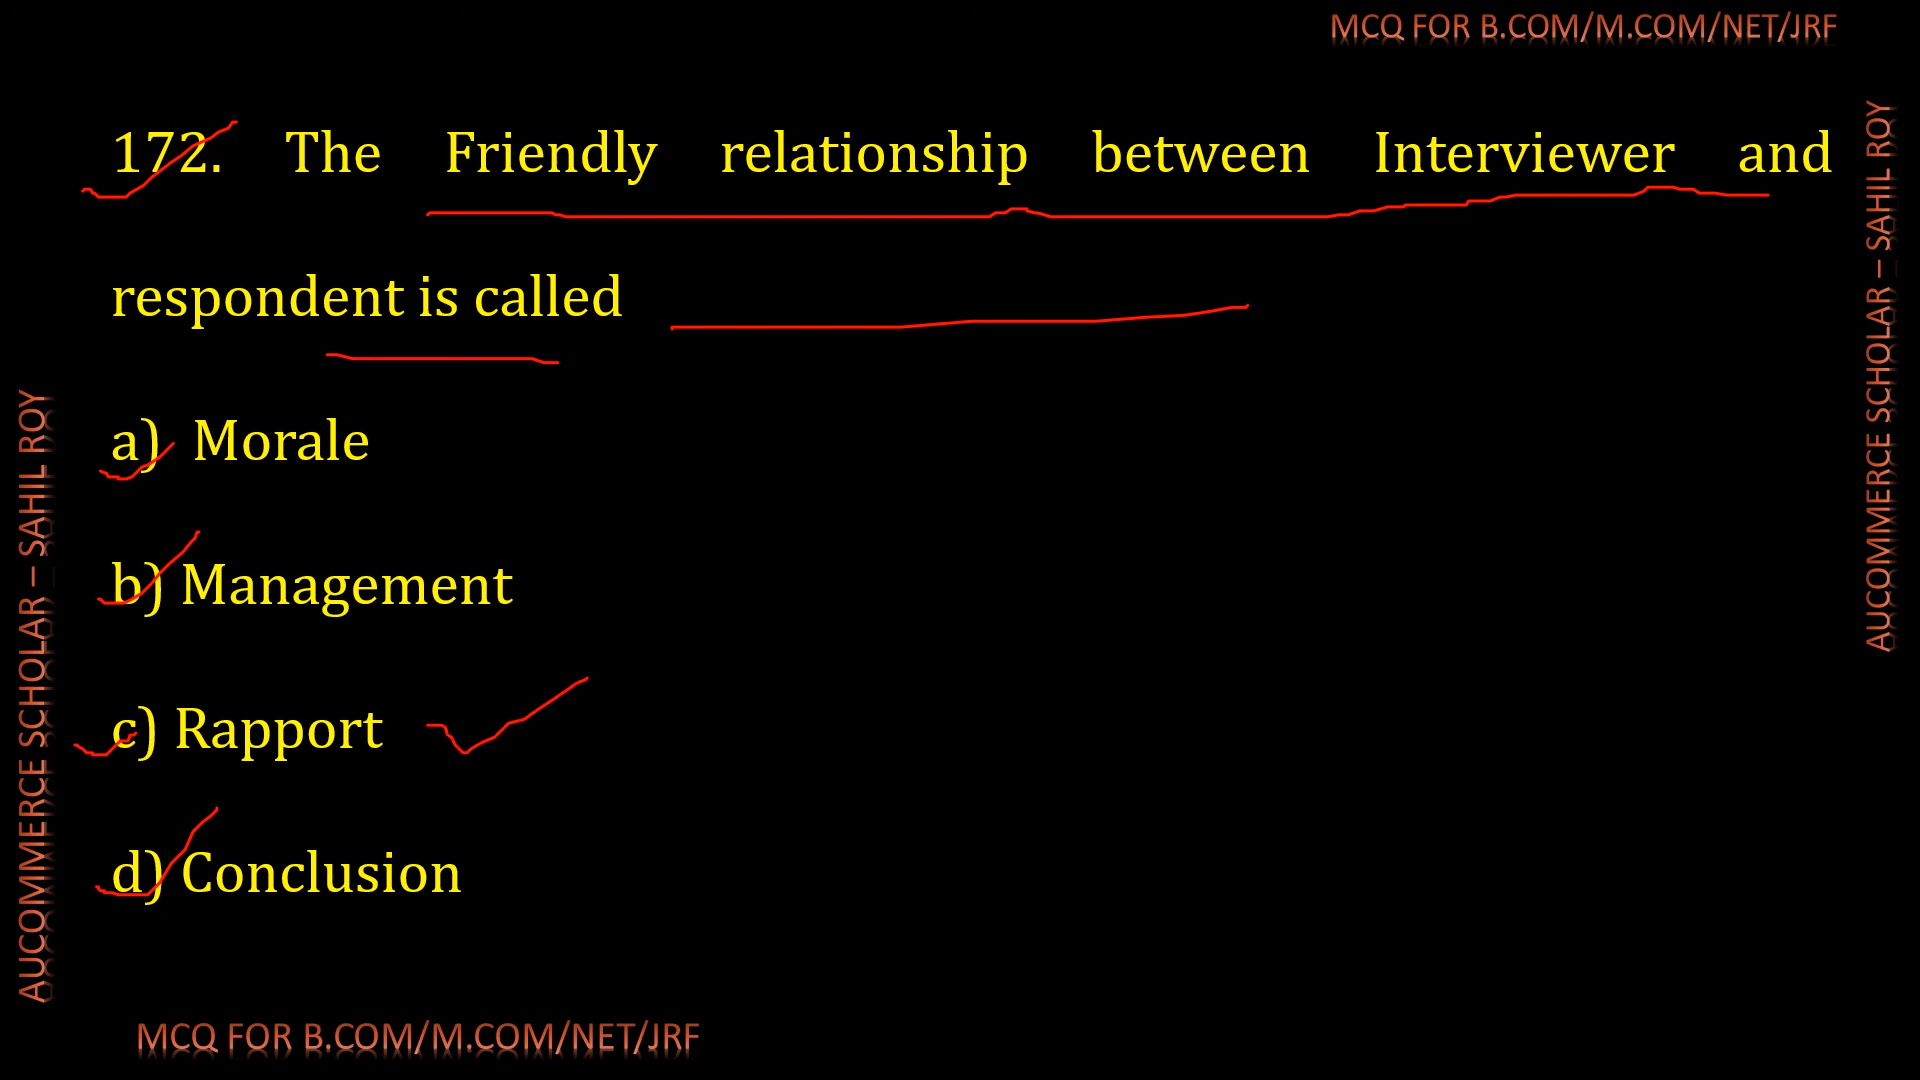 MCQ FOR B.COM/M.COM/NET/JRF
172. The Friendly relationship between Interviewer and
respondent is called
a) Morale
b) Management
c) Rapport
d) Conclusion
AUCOMMERCE SCHOLAR – SAHIL ROY
AUCOMMERCE SCHOLAR – SAHIL ROY
MCQ FOR B.COM/M.COM/NET/JRF